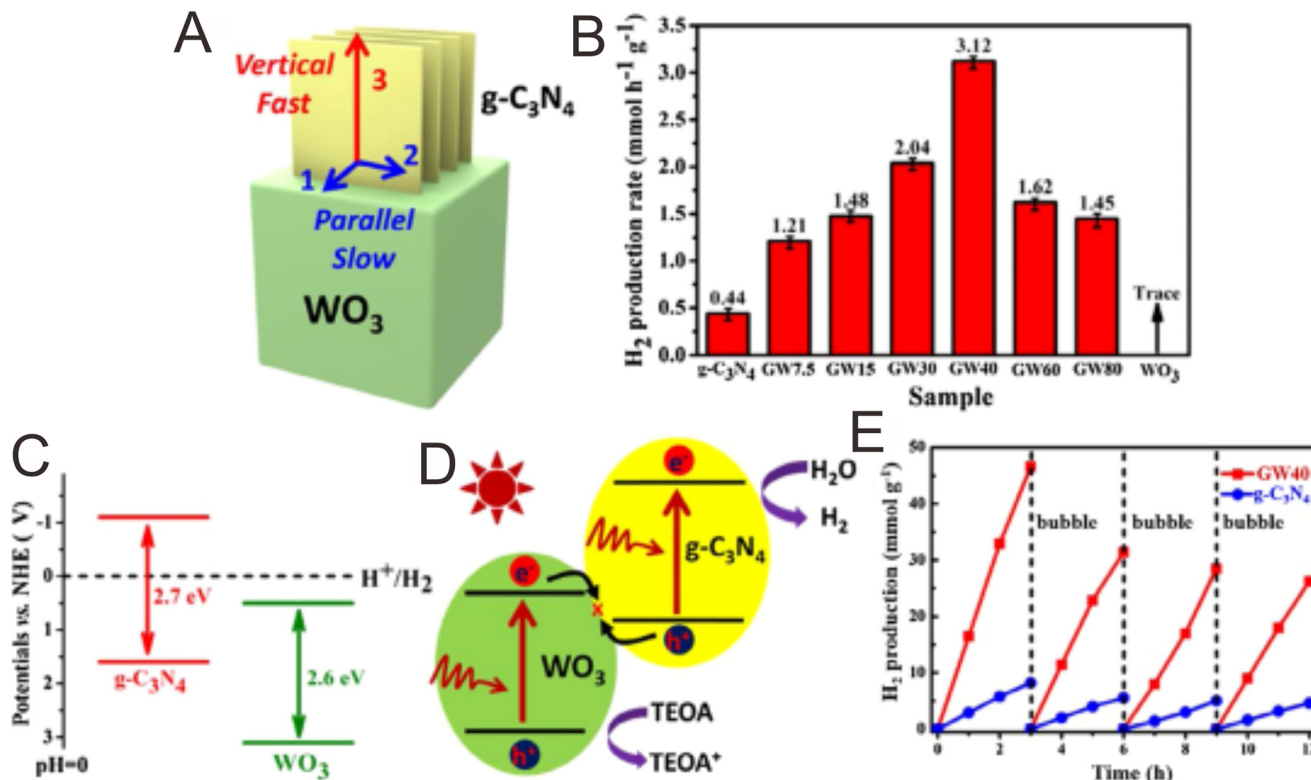 A
Vertical
Fast
3
g-C₃N₄
1
2
Parallel
Slow
WO₃
B
H₂ production rate (mmol h⁻¹ g⁻¹)
3.5
3.0
2.5
2.0
1.5
1.0
0.5
0.0
0.44
1.21
1.48
2.04
3.12
1.62
1.45
Trace
g-C₃N₄ GW7.5 GW15 GW30 GW40 GW60 GW80 WO₃
Sample
C
Potentials vs. NHE ( V)
-1
0
1
2
3
pH=0
H⁺/H₂
2.7 eV
g-C₃N₄
2.6 eV
WO₃
D
e⁻
H₂O
H₂
g-C₃N₄
e⁻
x
h⁺
WO₃
TEOA
TEOA⁺
h⁺
E
H₂ production (mmol g⁻¹)
50
40
30
20
10
0
GW40
g-C₃N₄
bubble bubble bubble
0 2 4 6 8 10
Time (h)